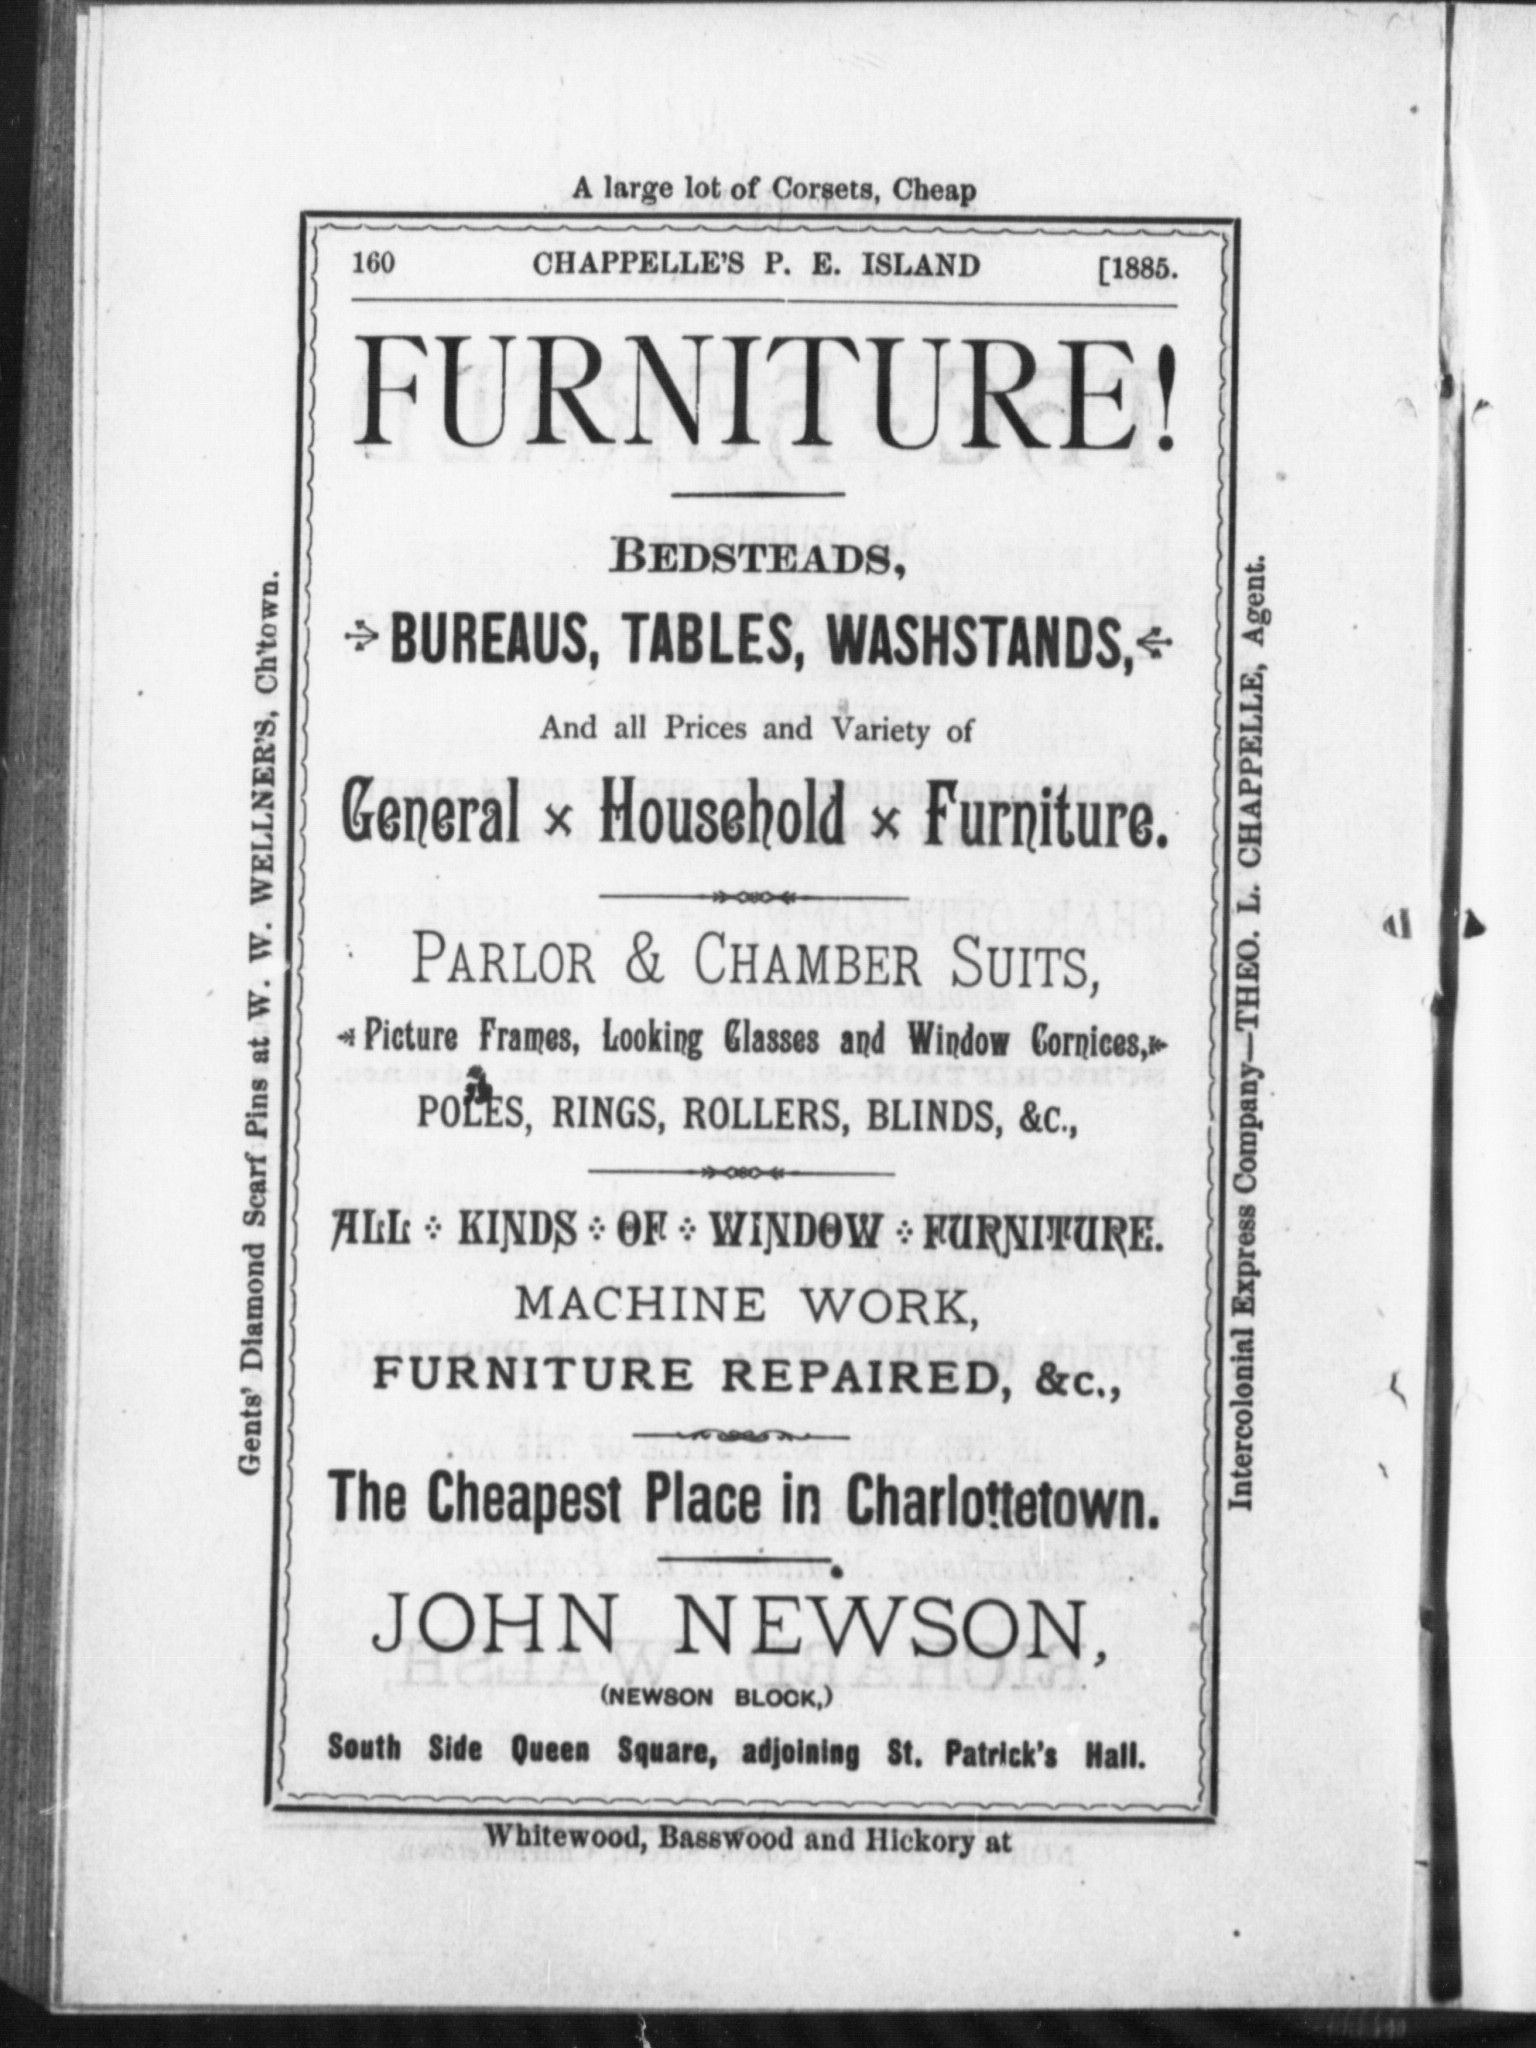 A large lot of Corsets, Cheap
160 CHAPPELLE'S P. E. ISLAND [1885.
FURNITURE!
BEDSTEADS,
BUREAUS, TABLES, WASHSTANDS,
And all Prices and Variety of
General × Household × Furniture.
PARLOR & CHAMBER SUITS,
Picture Frames, Looking Glasses and Window Cornices,
POLES, RINGS, ROLLERS, BLINDS, &C.,
ALL KINDS OF WINDOW FURNITURE.
MACHINE WORK,
FURNITURE REPAIRED, &c.,
The Cheapest Place in Charlottetown.
JOHN NEWSON,
(NEWSON BLOCK,)
South Side Queen Square, adjoining St. Patrick's Hall.
Whitewood, Basswood and Hickory at
Gents' Diamond Scarf Pins at W. W. WELLNER'S, Ch'town.
Intercolonial Express Company—THEO. L. CHAPPELLE, Agent.